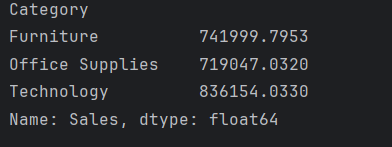 Category
Furniture          741999.7953
Office Supplies    719047.0320
Technology         836154.0330
Name: Sales, dtype: float64